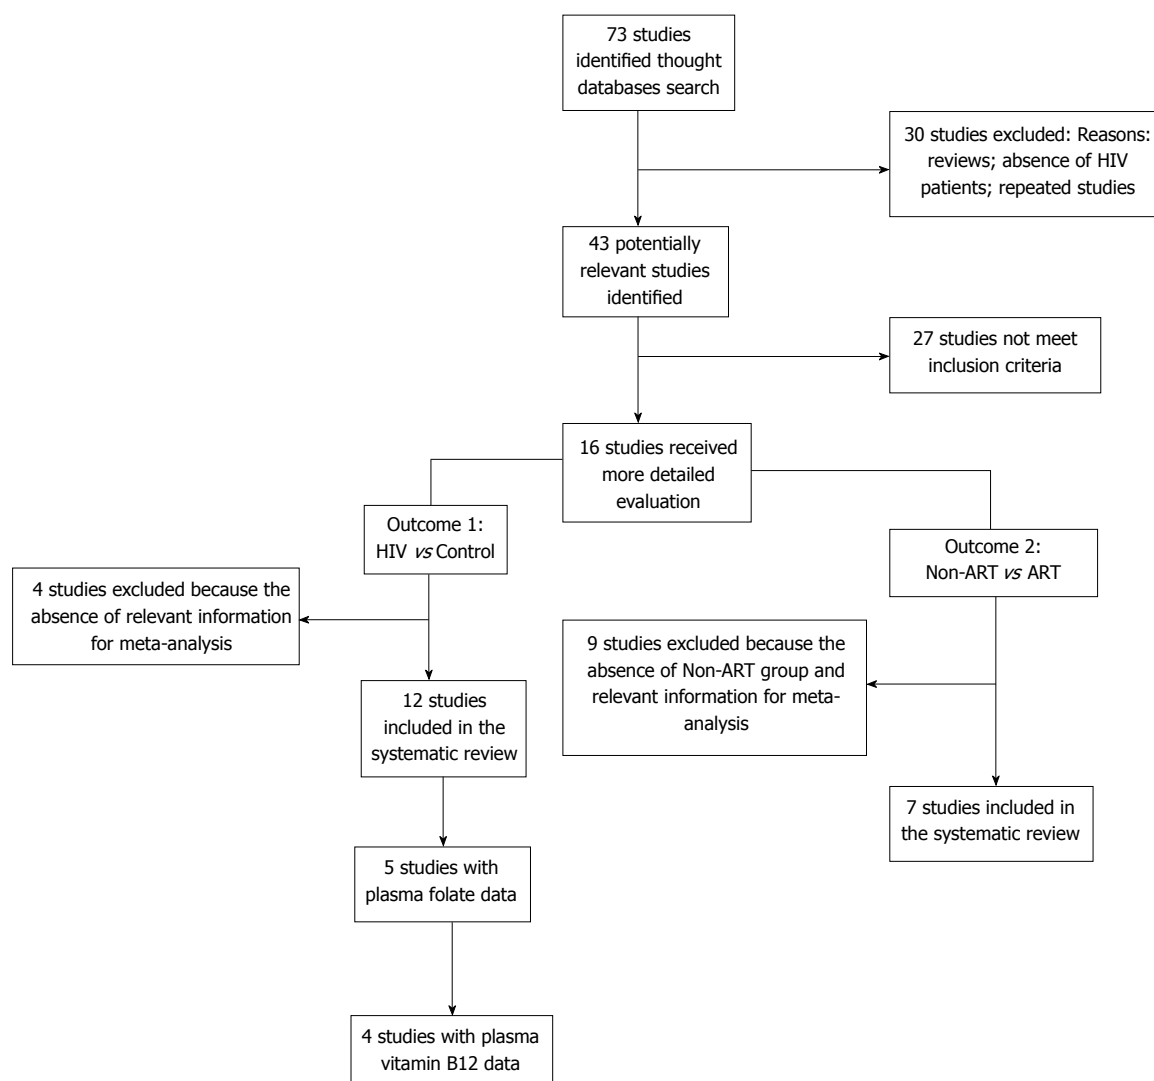 73 studies
identified thought
databases search
30 studies excluded: Reasons:
reviews; absence of HIV
patients; repeated studies
43 potentially
relevant studies
identified
27 studies not meet
inclusion criteria
16 studies received
more detailed
evaluation
Outcome 1:
HIV vs Control
Outcome 2:
Non-ART vs ART
4 studies excluded because the
absence of relevant information
for meta-analysis
9 studies excluded because the
absence of Non-ART group and
relevant information for meta-
analysis
12 studies
included in the
systematic review
7 studies included in
the systematic review
5 studies with
plasma folate data
4 studies with plasma
vitamin B12 data